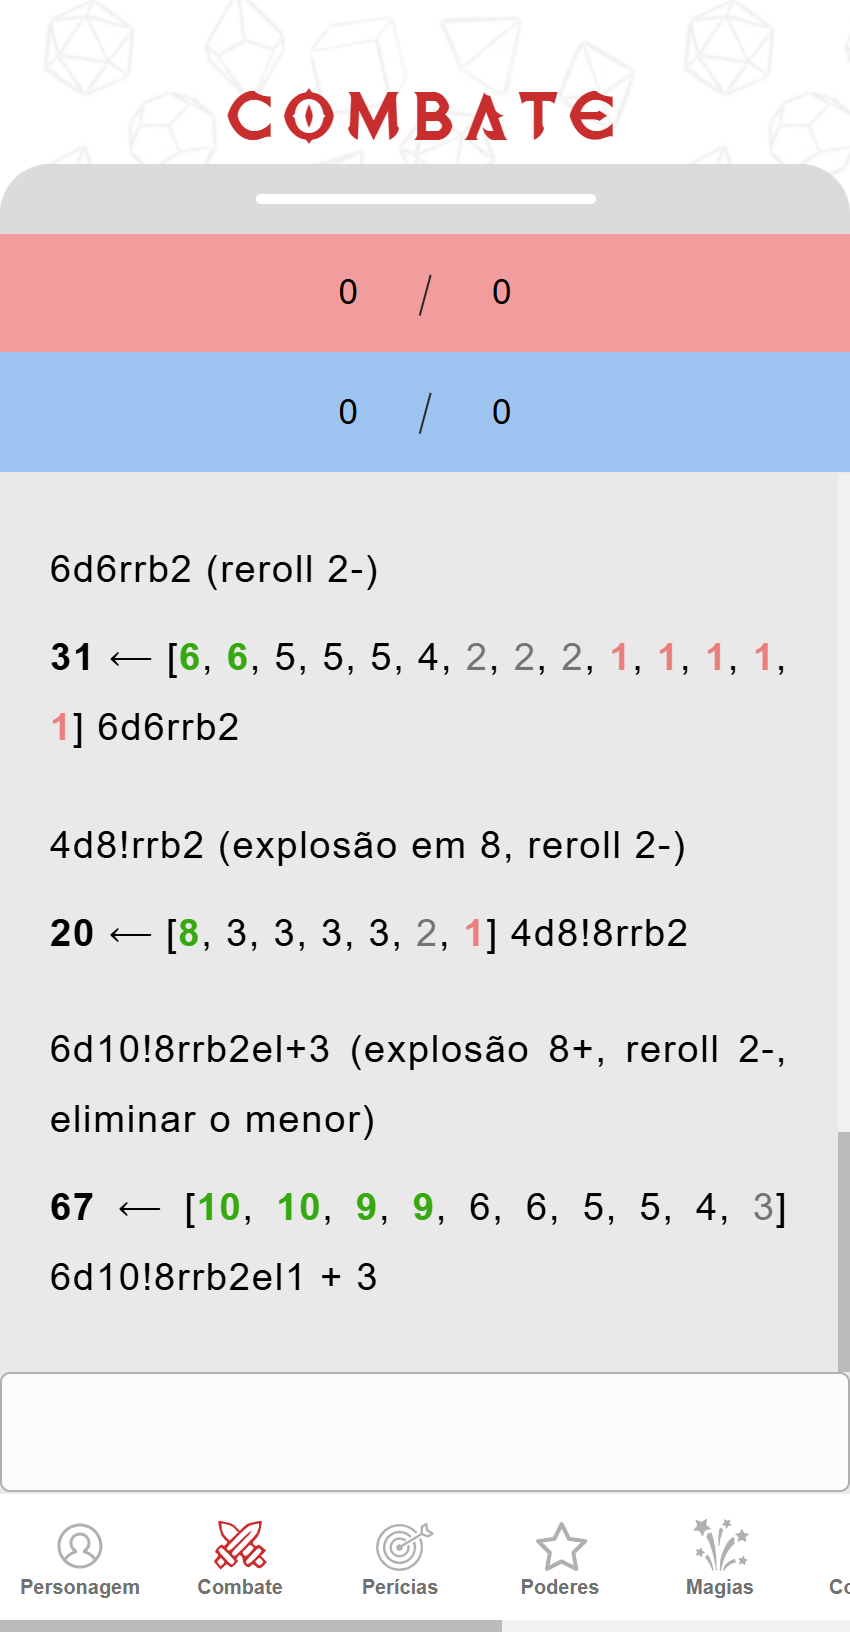 COMBATE
0 / 0
0 / 0
6d6rrb2 (reroll 2-)
31 ⟵ [6, 6, 5, 5, 5, 4, 2, 2, 2, 1, 1, 1, 1,
1] 6d6rrb2
4d8!rrb2 (explosão em 8, reroll 2-)
20 ⟵ [8, 3, 3, 3, 3, 2, 1] 4d8!8rrb2
6d10!8rrb2el+3 (explosão 8+, reroll 2-,
eliminar o menor)
67 ⟵ [10, 10, 9, 9, 6, 6, 5, 5, 4, 3]
6d10!8rrb2el1 + 3
Personagem Combate Perícias Poderes Magias Co